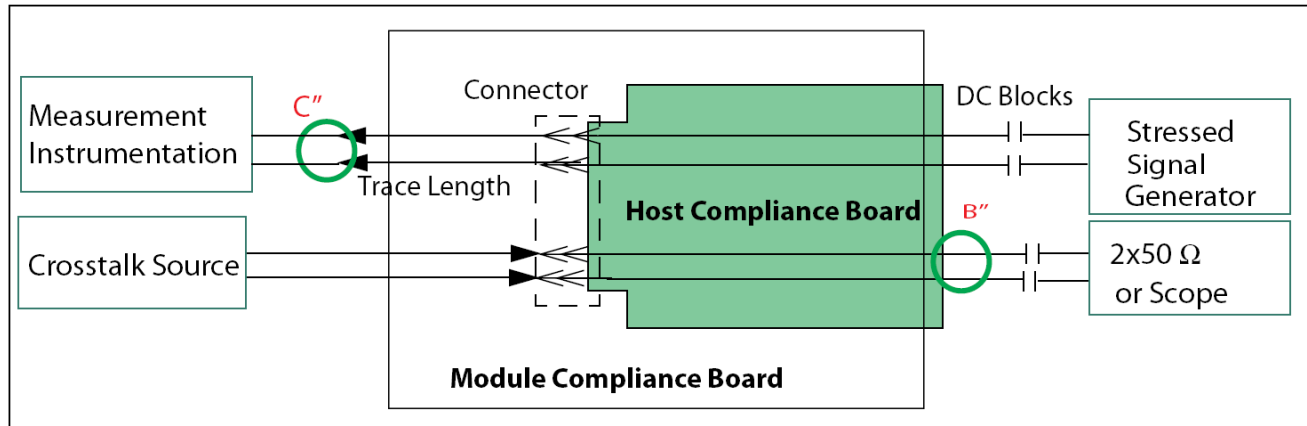 Measurement
Instrumentation
C″
Connector
Trace Length
DC Blocks
Stressed
Signal
Generator
Host Compliance Board
B″
Crosstalk Source
2x50 Ω
or Scope
Module Compliance Board